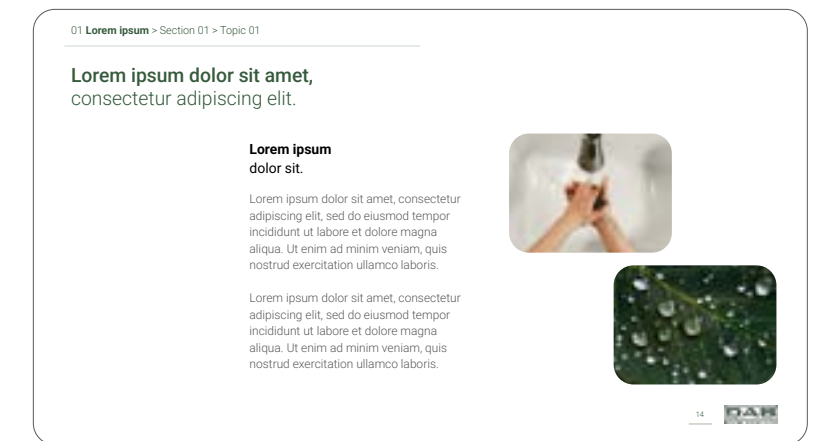 01 Lorem ipsum > Section 01 > Topic 01
Lorem ipsum dolor sit amet,
consectetur adipiscing elit.
Lorem ipsum
dolor sit.
Lorem ipsum dolor sit amet, consectetur
adipiscing elit, sed do eiusmod tempor
incididunt ut labore et dolore magna
aliqua. Ut enim ad minim veniam, quis
nostrud exercitation ullamco laboris.
Lorem ipsum dolor sit amet, consectetur
adipiscing elit, sed do eiusmod tempor
incididunt ut labore et dolore magna
aliqua. Ut enim ad minim veniam, quis
nostrud exercitation ullamco laboris.
14
DAB